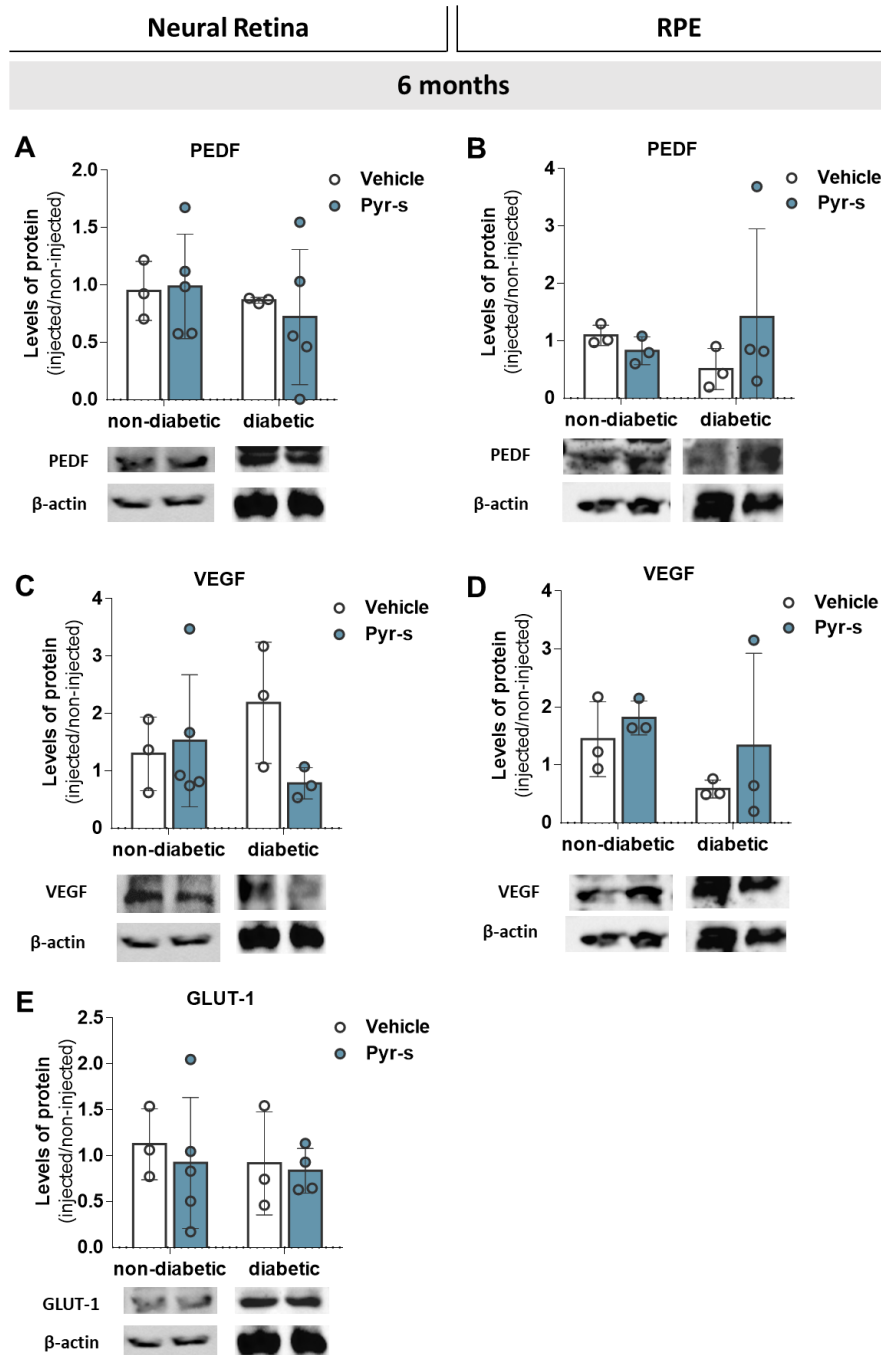 Neural Retina
RPE
6 months
A
PEDF
Levels of protein
(injected/non-injected)
2.0
1.5
1.0
0.5
0.0
Vehicle
Pyr-s
non-diabetic
diabetic
PEDF
β-actin
B
PEDF
Levels of protein
(injected/non-injected)
4
3
2
1
0
Vehicle
Pyr-s
non-diabetic
diabetic
PEDF
β-actin
C
VEGF
Levels of protein
(injected/non-injected)
4
3
2
1
0
Vehicle
Pyr-s
non-diabetic
diabetic
VEGF
β-actin
D
VEGF
Levels of protein
(injected/non-injected)
4
3
2
1
0
Vehicle
Pyr-s
non-diabetic
diabetic
VEGF
β-actin
E
GLUT-1
Levels of protein
(injected/non-injected)
2.5
2.0
1.5
1.0
0.5
0.0
Vehicle
Pyr-s
non-diabetic
diabetic
GLUT-1
β-actin